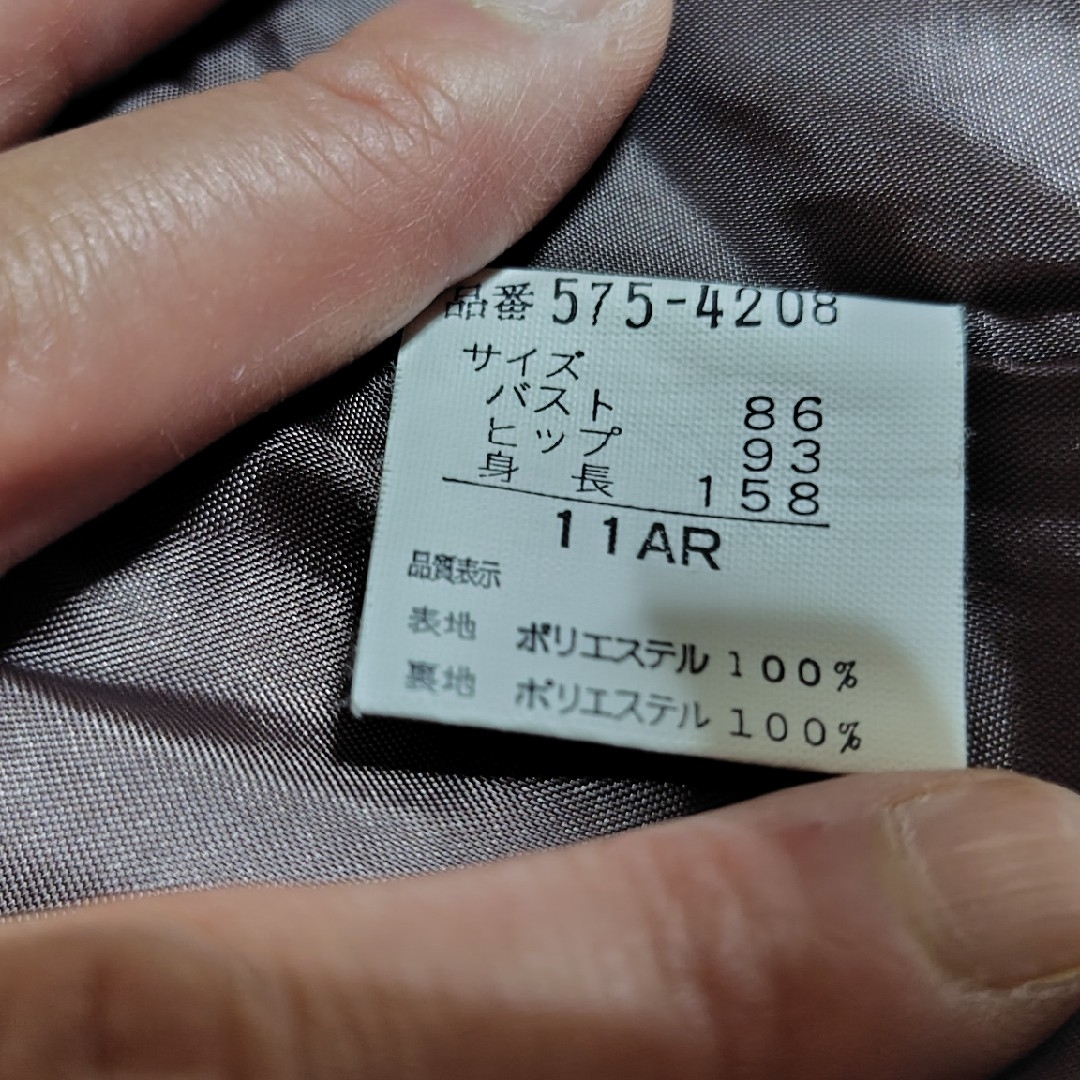 品番 575-4208
サイズ
バスト 86
ヒップ 93
身長 158
11AR
品質表示
表地 ポリエステル 100%
裏地 ポリエステル 100%